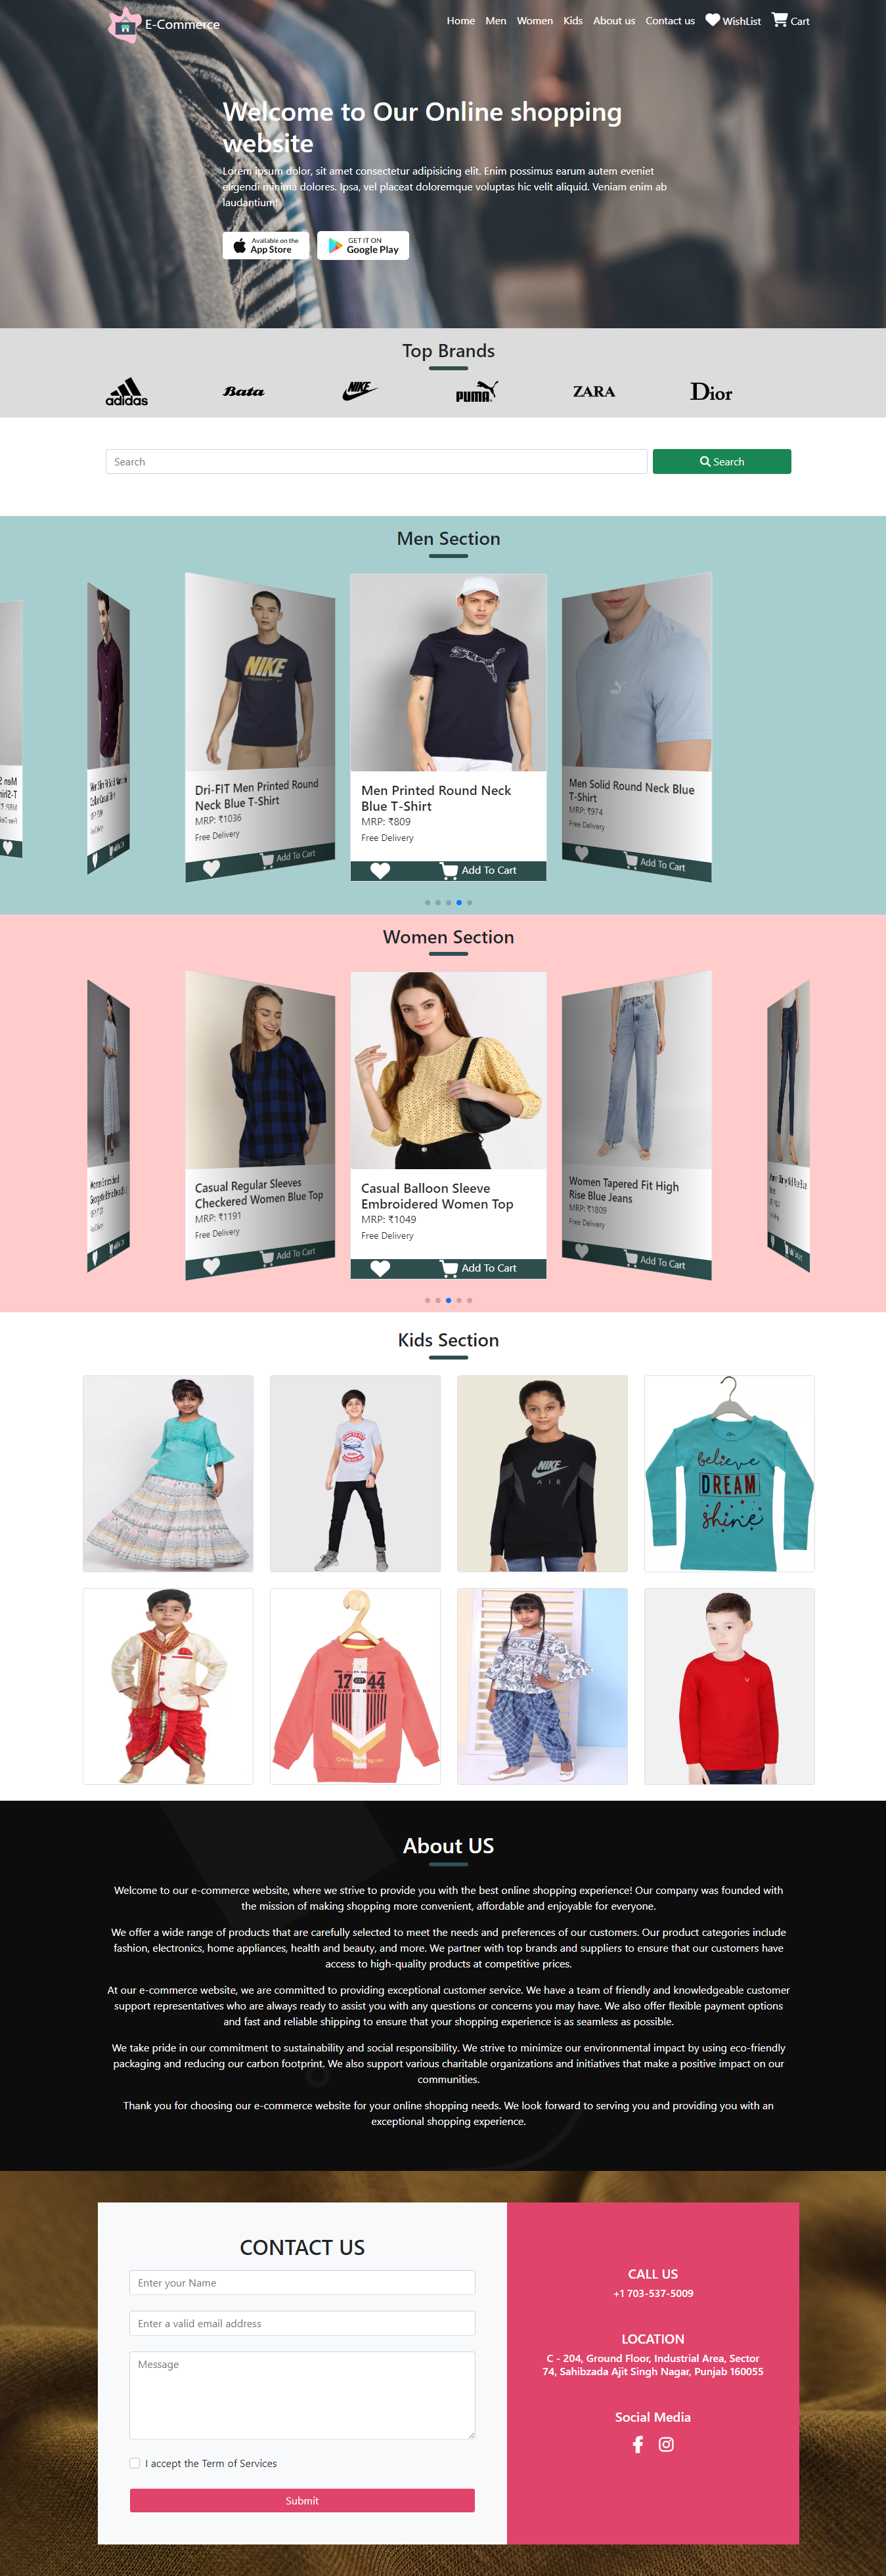 E-Commerce
Home Men Women Kids About us Contact us WishList Cart
Welcome to Our Online shopping
website
Lorem ipsum dolor, sit amet consectetur adipisicing elit. Enim possimus earum autem eveniet
eligendi minima dolores. Ipsa, vel placeat doloremque voluptas hic velit aliquid. Veniam enim ab
laudantium!
Available on the
App Store
GET IT ON
Google Play
Top Brands
adidas Bata NIKE PUMA ZARA Dior
Search
Search
Men Section
NIKE
Dri-FIT Men Printed Round
Neck Blue T-Shirt
MRP: ₹1036
Free Delivery
Add To Cart
Men Printed Round Neck
Blue T-Shirt
MRP: ₹809
Free Delivery
Add To Cart
Men Solid Round Neck Blue
T-Shirt
MRP: ₹974
Free Delivery
Add To Cart
Women Section
Casual Regular Sleeves
Checkered Women Blue Top
MRP: ₹1191
Free Delivery
Add To Cart
Casual Balloon Sleeve
Embroidered Women Top
MRP: ₹1049
Free Delivery
Add To Cart
Women Tapered Fit High
Rise Blue Jeans
MRP: ₹1809
Free Delivery
Add To Cart
Kids Section
NIKE
AIR
believe
DREAM
shine
17 44
PLAYER SPIRIT
About US
Welcome to our e-commerce website, where we strive to provide you with the best online shopping experience! Our company was founded with
the mission of making shopping more convenient, affordable and enjoyable for everyone.
We offer a wide range of products that are carefully selected to meet the needs and preferences of our customers. Our product categories include
fashion, electronics, home appliances, health and beauty, and more. We partner with top brands and suppliers to ensure that our customers have
access to high-quality products at competitive prices.
At our e-commerce website, we are committed to providing exceptional customer service. We have a team of friendly and knowledgeable customer
support representatives who are always ready to assist you with any questions or concerns you may have. We also offer flexible payment options
and fast and reliable shipping to ensure that your shopping experience is as seamless as possible.
We take pride in our commitment to sustainability and social responsibility. We strive to minimize our environmental impact by using eco-friendly
packaging and reducing our carbon footprint. We also support various charitable organizations and initiatives that make a positive impact on our
communities.
Thank you for choosing our e-commerce website for your online shopping needs. We look forward to serving you and providing you with an
exceptional shopping experience.
CONTACT US
Enter your Name
Enter a valid email address
Message
I accept the Term of Services
Submit
CALL US
+1 703-537-5009
LOCATION
C - 204, Ground Floor, Industrial Area, Sector
74, Sahibzada Ajit Singh Nagar, Punjab 160055
Social Media